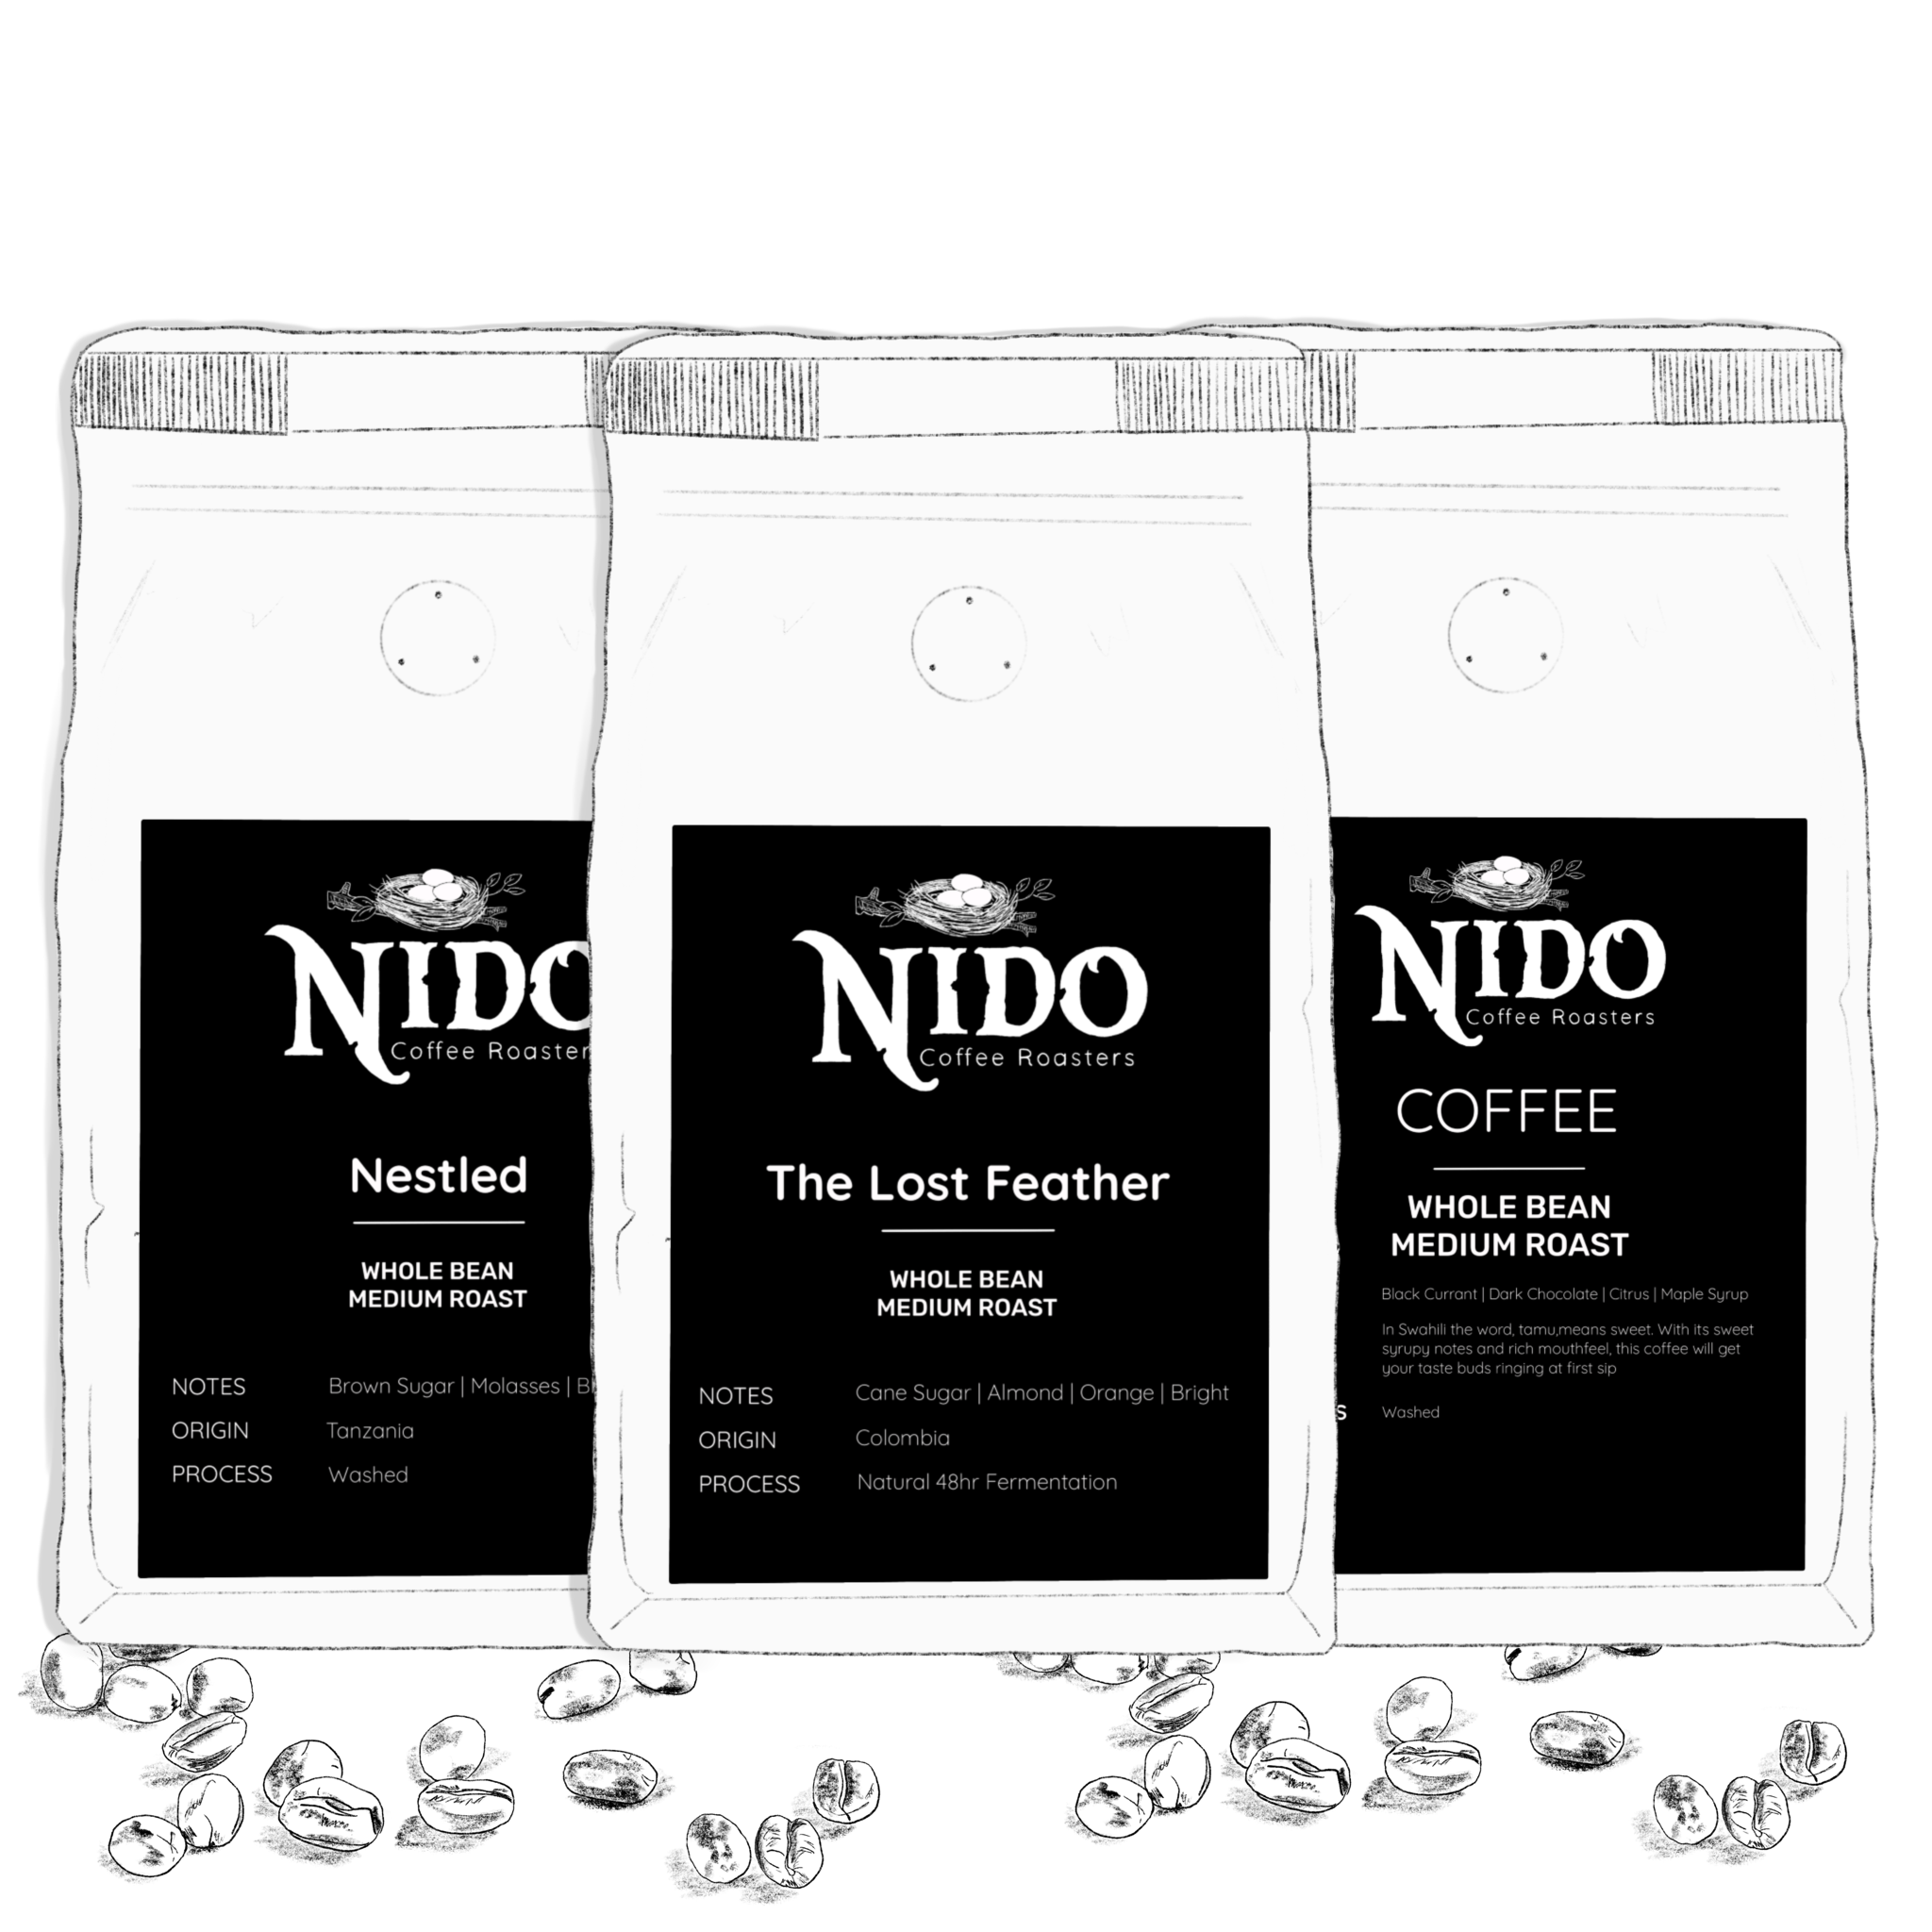 NIDO
Coffee Roaster
Nestled
WHOLE BEAN
MEDIUM ROAST
NOTES Brown Sugar | Molasses |
ORIGIN Tanzania
PROCESS Washed
NIDO
Coffee Roasters
The Lost Feather
WHOLE BEAN
MEDIUM ROAST
NOTES Cane Sugar | Almond | Orange | Bright
ORIGIN Colombia
PROCESS Natural 48hr Fermentation
NIDO
Coffee Roasters
COFFEE
WHOLE BEAN
MEDIUM ROAST
Black Currant | Dark Chocolate | Citrus | Maple Syrup
In Swahili the word, tamu,means sweet. With its sweet
syrupy notes and rich mouthfeel, this coffee will get
your taste buds ringing at first sip
Washed